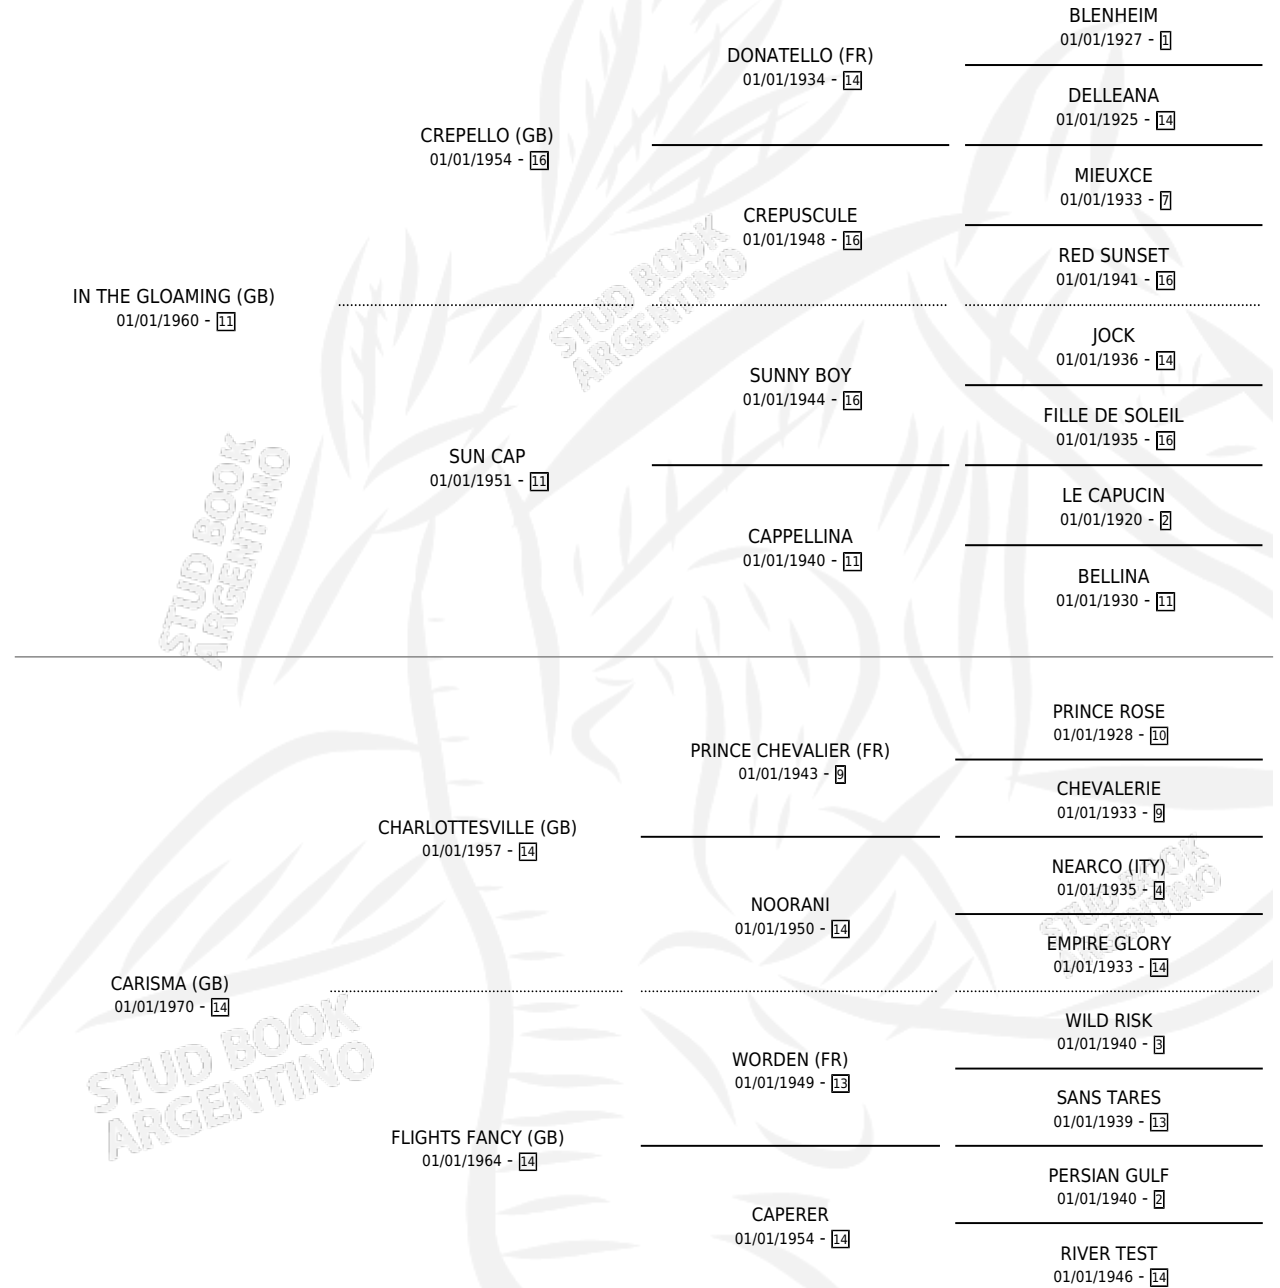 BLENHEIM
01/01/1927 - 1
DONATELLO (FR)
01/01/1934 - 14
DELLEANA
01/01/1925 - 14
CREPELLO (GB)
01/01/1954 - 16
MIEUXCE
01/01/1933 - 7
CREPUSCULE
01/01/1948 - 16
RED SUNSET
01/01/1941 - 16
IN THE GLOAMING (GB)
01/01/1960 - 11
STUD BOOK
ARGENTINO
JOCK
01/01/1936 - 14
SUNNY BOY
01/01/1944 - 16
FILLE DE SOLEIL
01/01/1935 - 16
SUN CAP
01/01/1951 - 11
LE CAPUCIN
01/01/1920 - 2
CAPPELLINA
01/01/1940 - 11
BELLINA
01/01/1930 - 11
STUD BOOK
ARGENTINO
PRINCE ROSE
01/01/1928 - 10
PRINCE CHEVALIER (FR)
01/01/1943 - 9
CHEVALERIE
01/01/1933 - 9
CHARLOTTESVILLE (GB)
01/01/1957 - 14
NEARCO (ITY)
01/01/1935 - 4
NOORANI
01/01/1950 - 14
EMPIRE GLORY
01/01/1933 - 14
STUD BOOK
ARGENTINO
CARISMA (GB)
01/01/1970 - 14
WILD RISK
01/01/1940 - 3
WORDEN (FR)
01/01/1949 - 13
SANS TARES
01/01/1939 - 13
STUD BOOK
ARGENTINO
FLIGHTS FANCY (GB)
01/01/1964 - 14
PERSIAN GULF
01/01/1940 - 2
CAPERER
01/01/1954 - 14
RIVER TEST
01/01/1946 - 14